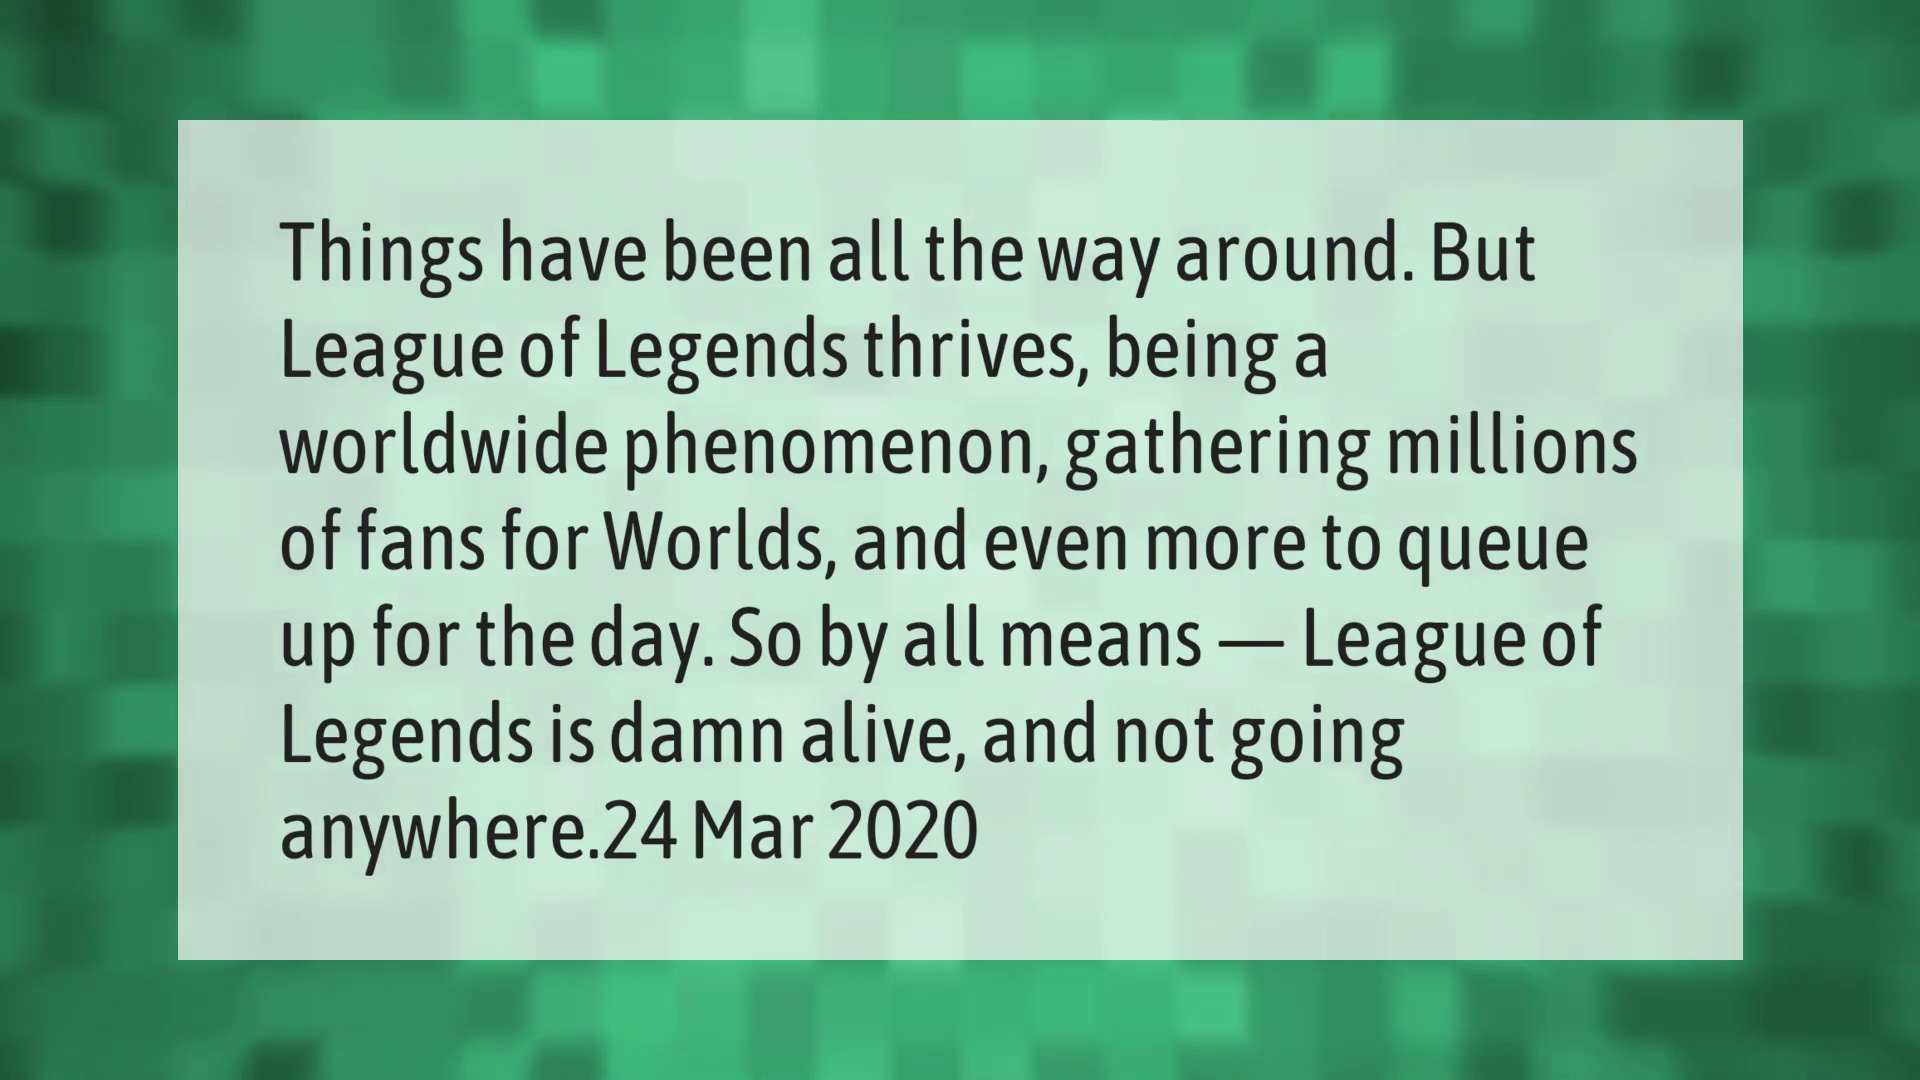 Things have been all the way around. But
League of Legends thrives, being a
worldwide phenomenon, gathering millions
of fans for Worlds, and even more to queue
up for the day. So by all means — League of
Legends is damn alive, and not going
anywhere.24 Mar 2020